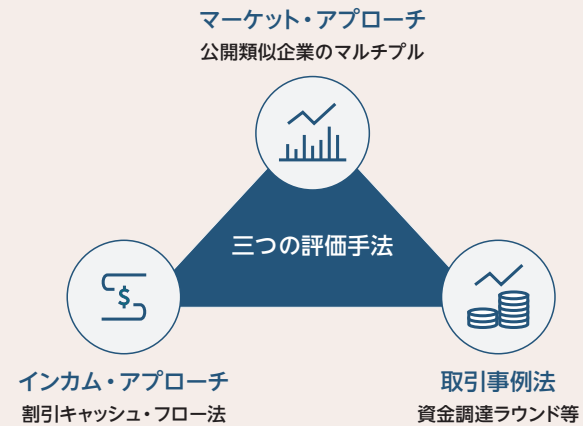 マーケット・アプローチ
公開類似企業のマルチプル
三つの評価手法
$
インカム・アプローチ
割引キャッシュ・フロー法
取引事例法
資金調達ラウンド等